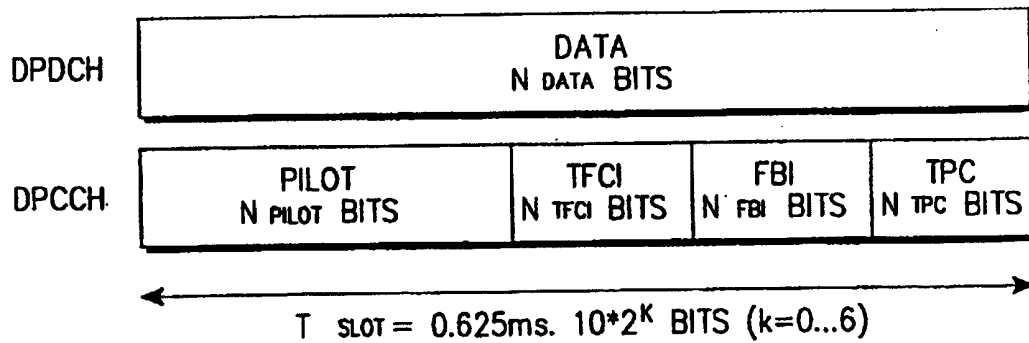 DPDCH
DATA
N DATA BITS
DPCCH
PILOT
N PILOT BITS
TFCI
N TFCI BITS
FBI
N FBI BITS
TPC
N TPC BITS
T SLOT = 0.625ms. 10*2^K BITS (k=0...6)